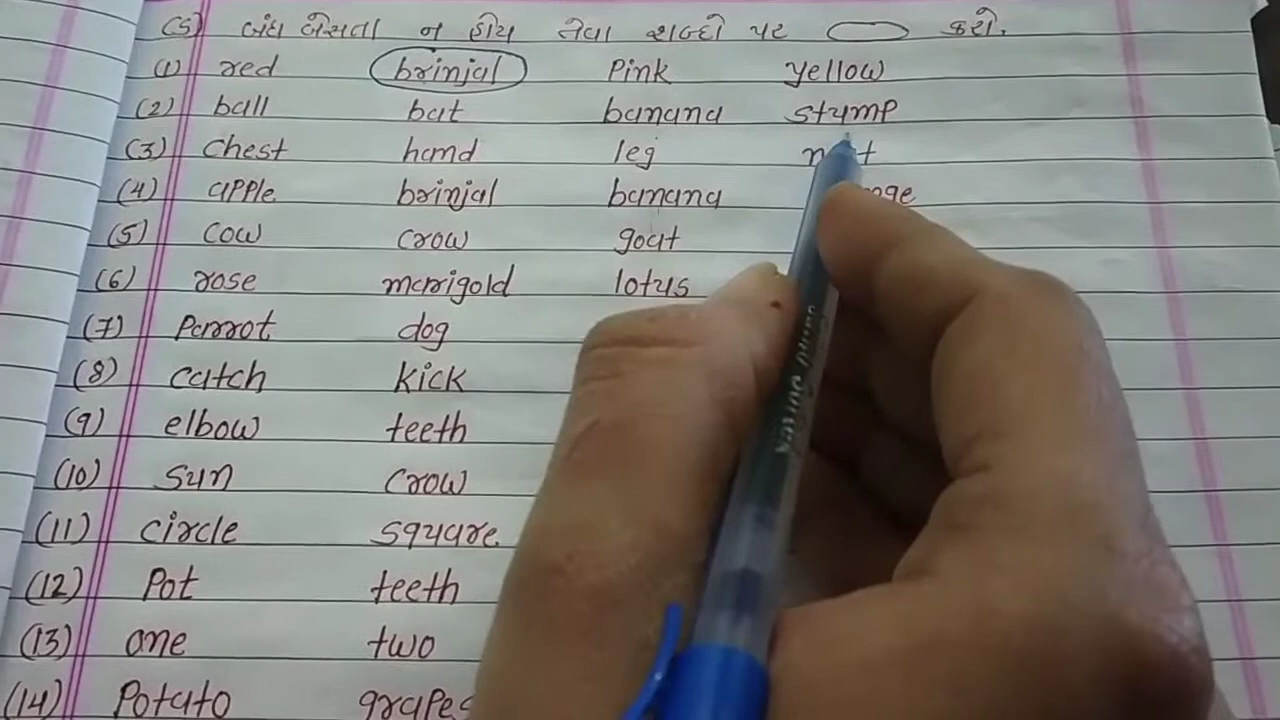 (5) બંધ બેસતા ન હોય તેવા શબ્દો પર કરો.
(1) red brinjal Pink yellow
(2) ball bat banana stump
(3) chest hand leg
(4) apple brinjal banana
(5) cow crow goat
(6) rose marigold lotus
(7) Parrot dog
(8) catch kick
(9) elbow teeth
(10) sun crow
(11) circle square
(12) Pot teeth
(13) one two
(14) Potato grapes